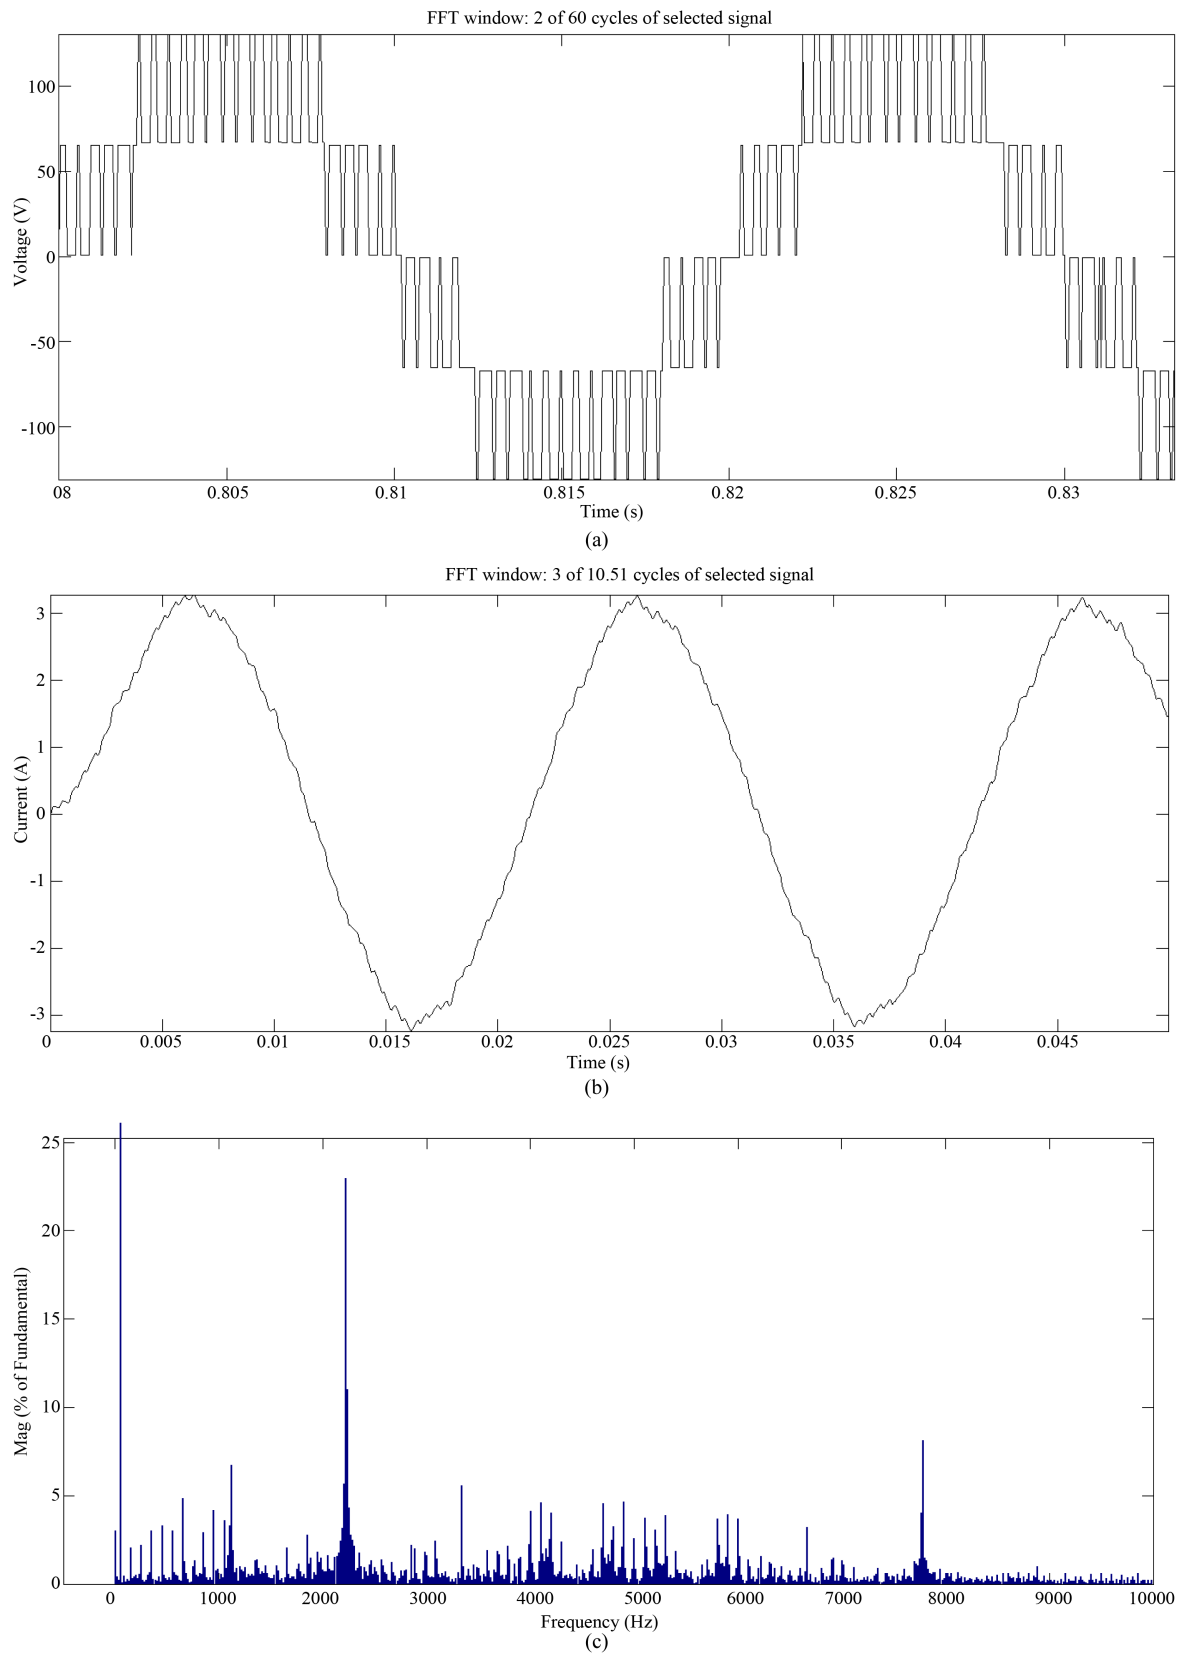 FFT window: 2 of 60 cycles of selected signal
100
50
0
-50
-100
Voltage (V)
08 0.805 0.81 0.815 0.82 0.825 0.83
Time (s)
(a)
FFT window: 3 of 10.51 cycles of selected signal
3
2
1
0
-1
-2
-3
Current (A)
0 0.005 0.01 0.015 0.02 0.025 0.03 0.035 0.04 0.045
Time (s)
(b)
25
20
15
10
5
0
Mag (% of Fundamental)
0 1000 2000 3000 4000 5000 6000 7000 8000 9000 10000
Frequency (Hz)
(c)